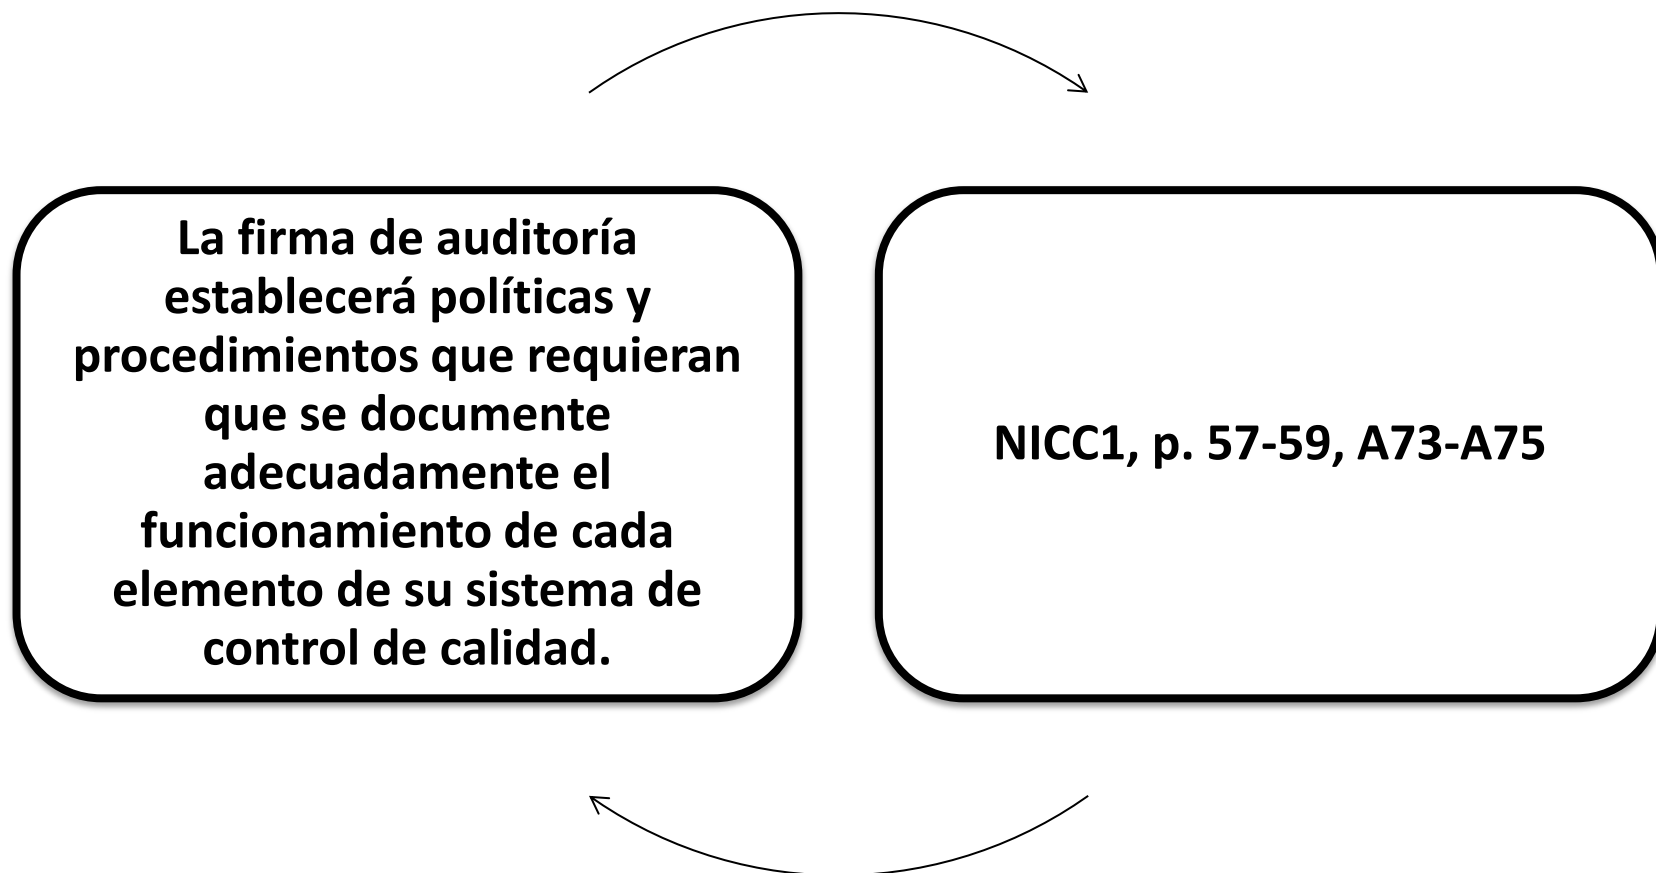 La firma de auditoría
establecerá políticas y
procedimientos que requieran
que se documente
adecuadamente el
funcionamiento de cada
elemento de su sistema de
control de calidad.
NICC1, p. 57-59, A73-A75